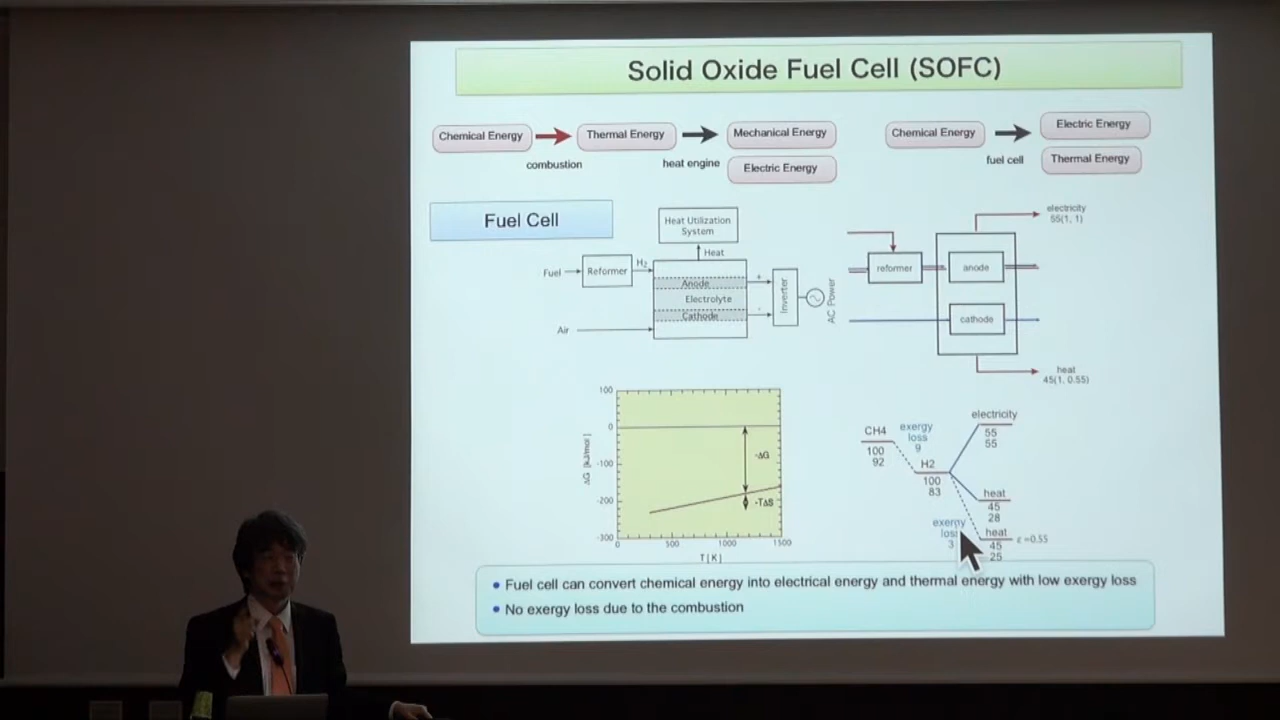 Solid Oxide Fuel Cell (SOFC)
Chemical Energy
combustion
Thermal Energy
heat engine
Mechanical Energy
Electric Energy
Chemical Energy
fuel cell
Electric Energy
Thermal Energy
Fuel Cell
Heat Utilization
System
Heat
Fuel
Reformer
H2
Anode
Electrolyte
Cathode
Air
+
-
Inverter
AC Power
reformer
anode
cathode
electricity
55(1, 1)
heat
45(1, 0.55)
100
0
-100
-200
-300
ΔG [kJ/mol]
0
500
1000
1500
T[K]
-ΔG
-TΔS
CH4
100
92
exergy
loss
9
H2
100
83
electricity
55
55
heat
45
28
exergy
loss
3
heat
45
25
ε=0.55
• Fuel cell can convert chemical energy into electrical energy and thermal energy with low exergy loss
• No exergy loss due to the combustion